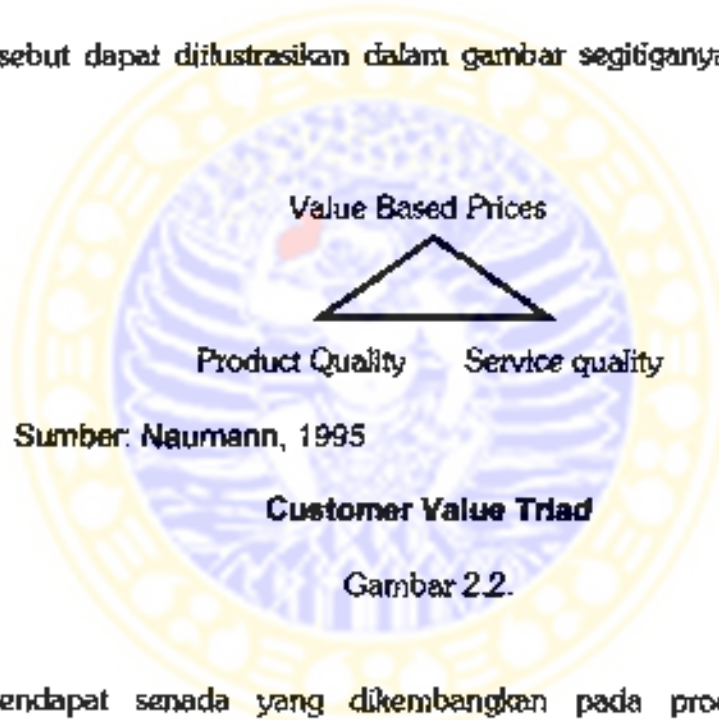 sebut dapat diilustrasikan dalam gambar segitiganya
Value Based Prices
Product Quality Service quality
Sumber: Naumann, 1995
Customer Value Triad
Gambar 2.2.
endapat senada yang dikembangkan pada prod